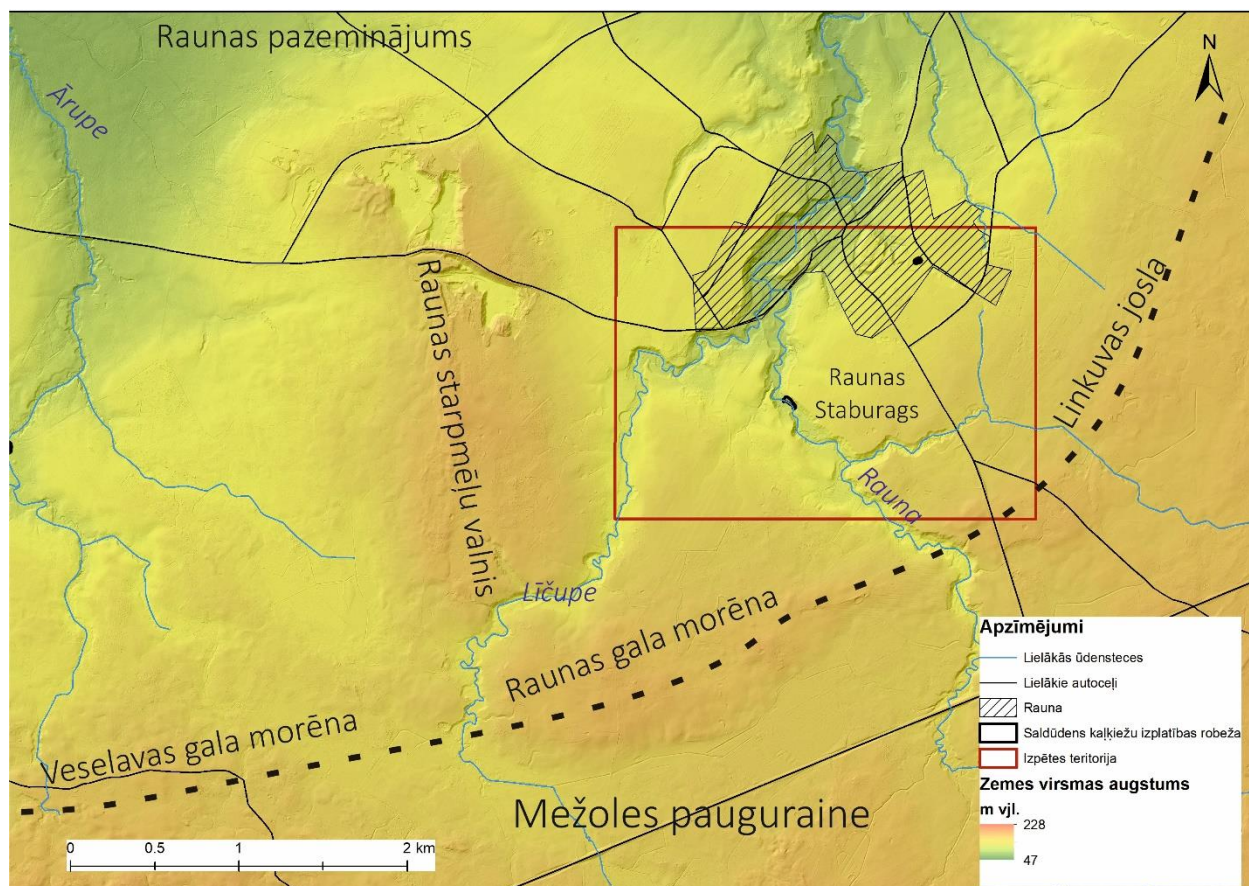 Raunas pazeminājums
N
Ārupe
Linkuvas josla
Raunas starpmēļu valnis
Raunas
Staburags
Rauna
Līčupe
Raunas gala morēna
Veselavas gala morēna
Mežoles pauguraine
0 0.5 1 2 km
Apzīmējumi
Lielākās ūdensteces
Lielākie autoceļi
Rauna
Saldūdens kaļķiežu izplatības robeža
Izpētes teritorija
Zemes virsmas augstums
m vjl.
228
47